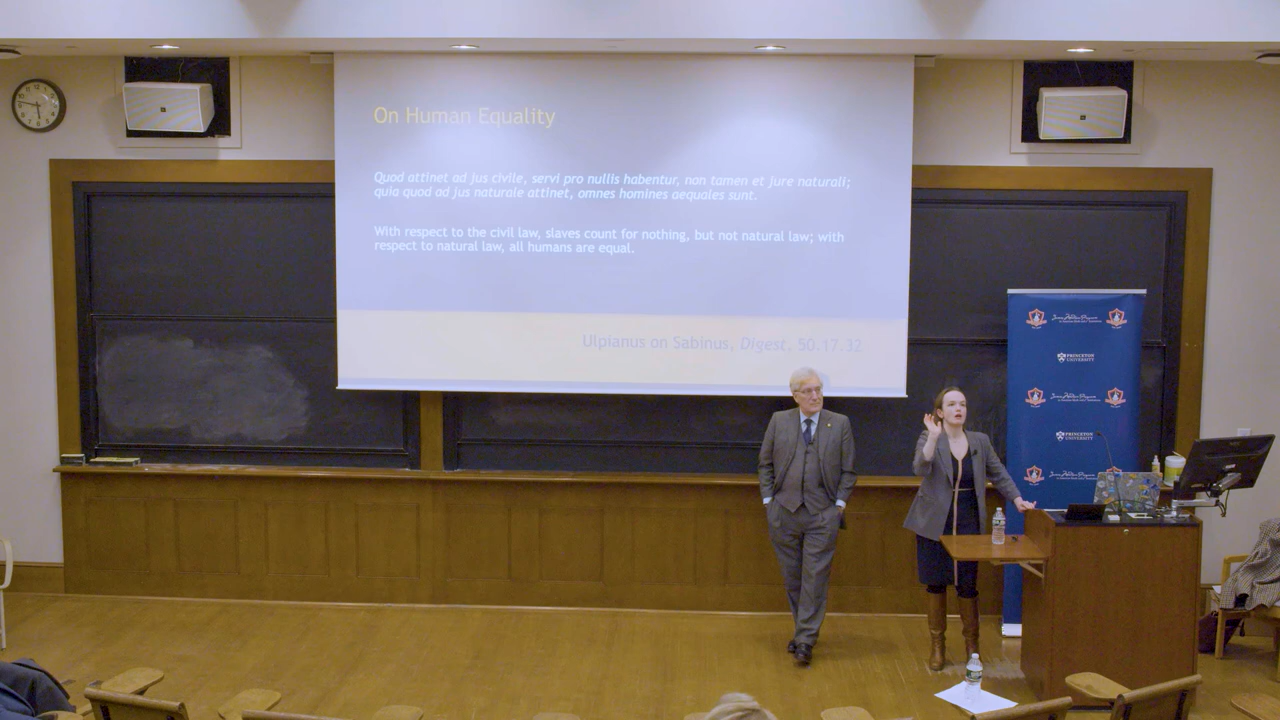 On Human Equality
Quod attinet ad jus civile, servi pro nullis habentur, non tamen et jure naturali;
quia quod ad jus naturale attinet, omnes homines aequales sunt.
With respect to the civil law, slaves count for nothing, but not natural law; with
respect to natural law, all humans are equal.
Ulpianus on Sabinus, Digest. 50.17.32
PRINCETON
UNIVERSITY
PRINCETON
UNIVERSITY